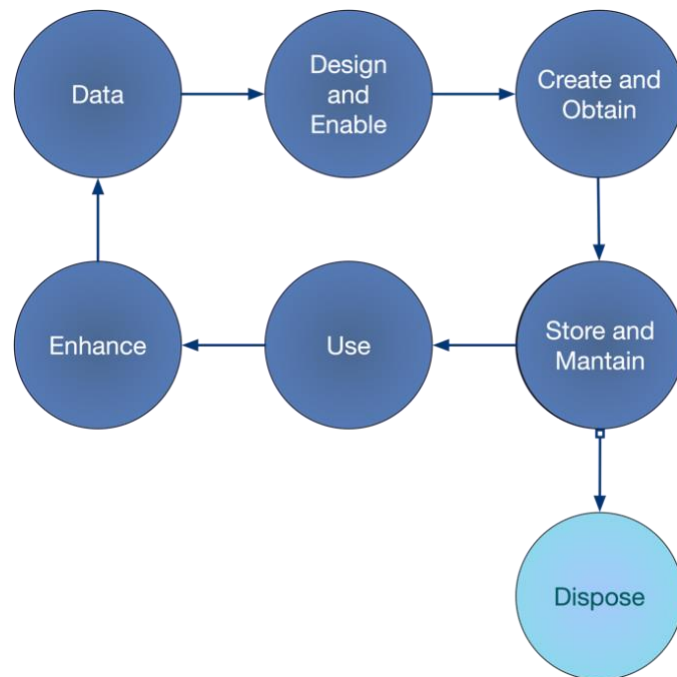 Data
Design
and
Enable
Create and
Obtain
Enhance
Use
Store and
Mantain
Dispose